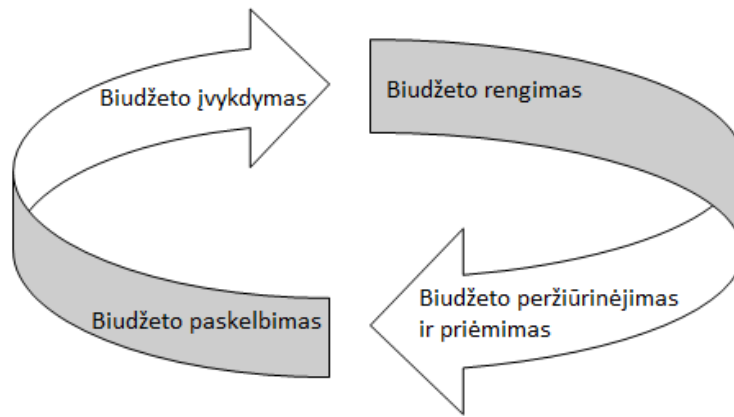 Biudžeto įvykdymas
Biudžeto rengimas
Biudžeto peržiūrinėjimas
ir priėmimas
Biudžeto paskelbimas